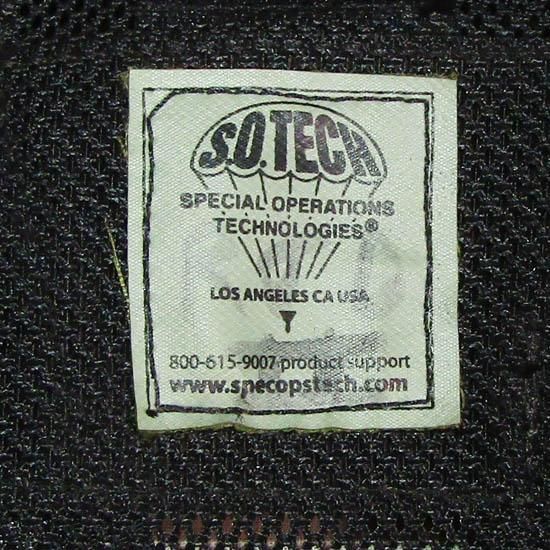 S.O.TECH
SPECIAL OPERATIONS
TECHNOLOGIES®
LOS ANGELES CA USA
800-615-9007 product support
www.specopstech.com